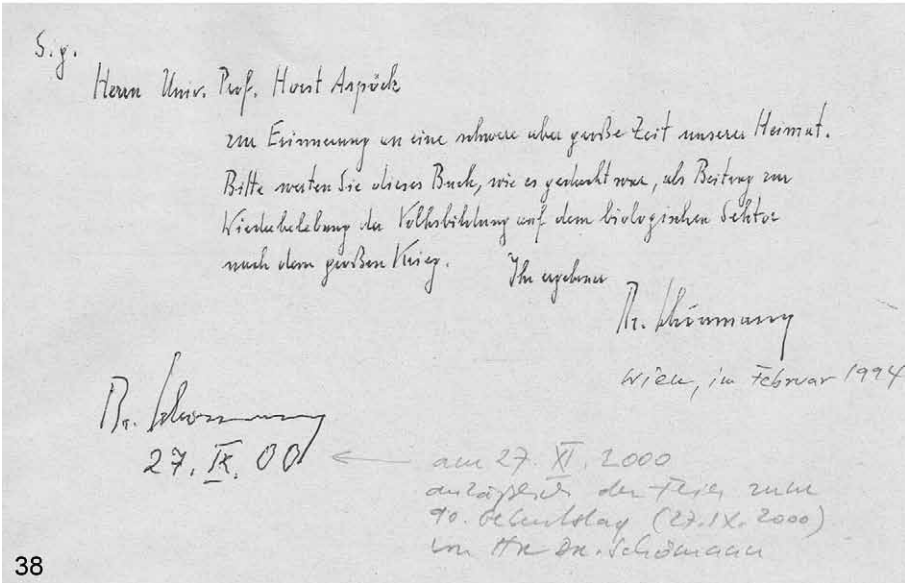 S.g.
Herrn Univ. Prof. Horst Aspöck
zur Erinnerung an eine schwere aber große Zeit unserer Heimat.
Bitte werten Sie dieses Buch, wie es gedacht war, als Beitrag zur
Wiederbelebung der Volksbildung auf dem biologischen Sektor
nach dem großen Krieg. Ihr ergebener
Dr. Schönmann
Wien, im Februar 1994
Dr. Schönmann
27. IX. 00
am 27. XI. 2000
anläßlich der Feier zum
90. Geburtstag (27.IX.2000)
von Hr Dr. Schönmann
38